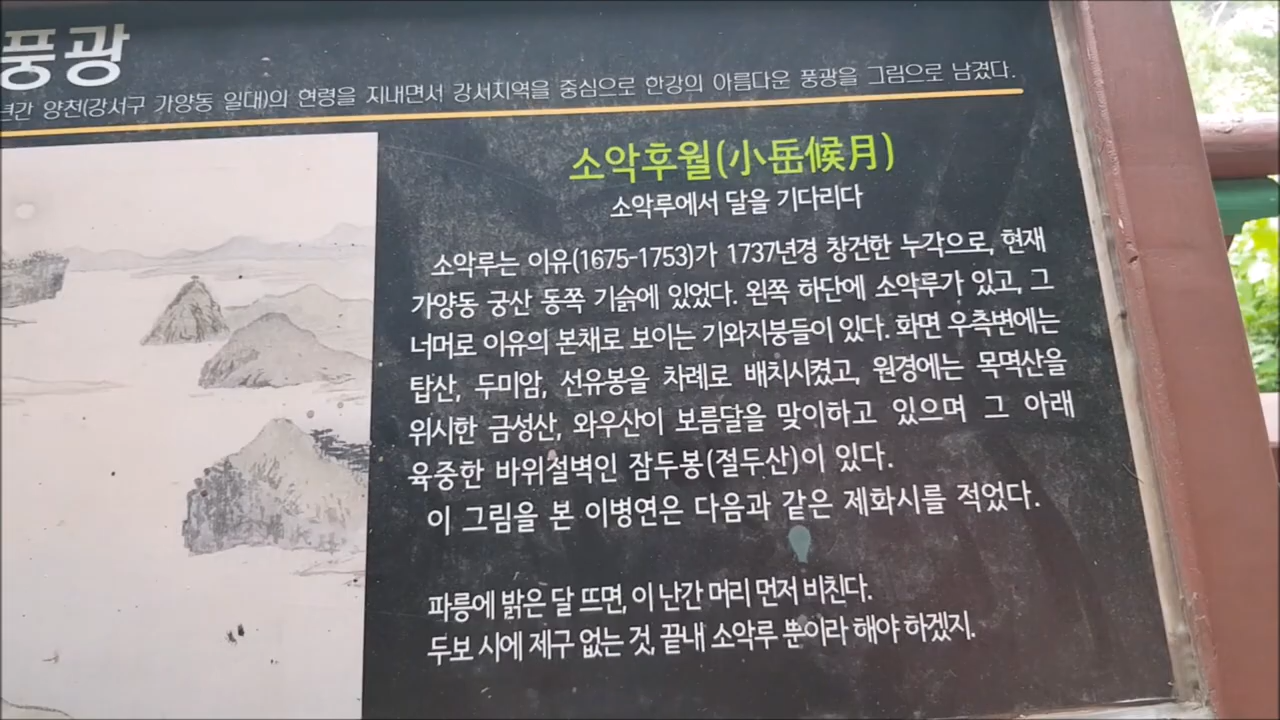 풍광
년간 양천(강서구 가양동 일대)의 현령을 지내면서 강서지역을 중심으로 한강의 아름다운 풍광을 그림으로 남겼다.
소악후월(小岳候月)
소악루에서 달을 기다리다
소악루는 이유(1675-1753)가 1737년경 창건한 누각으로, 현재
가양동 궁산 동쪽 기슭에 있었다. 왼쪽 하단에 소악루가 있고, 그
너머로 이유의 본채로 보이는 기와지붕들이 있다. 화면 우측변에는
탑산, 두미암, 선유봉을 차례로 배치시켰고, 원경에는 목멱산을
위시한 금성산, 와우산이 보름달을 맞이하고 있으며 그 아래
육중한 바위절벽인 잠두봉(절두산)이 있다.
이 그림을 본 이병연은 다음과 같은 제화시를 적었다.
파릉에 밝은 달 뜨면, 이 난간 머리 먼저 비친다.
두보 시에 제구 없는 것, 끝내 소악루 뿐이라 해야 하겠지.